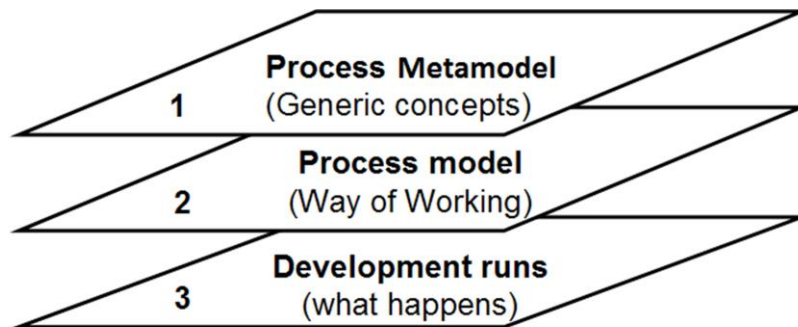 Process Metamodel
1 (Generic concepts)
Process model
2 (Way of Working)
Development runs
3 (what happens)